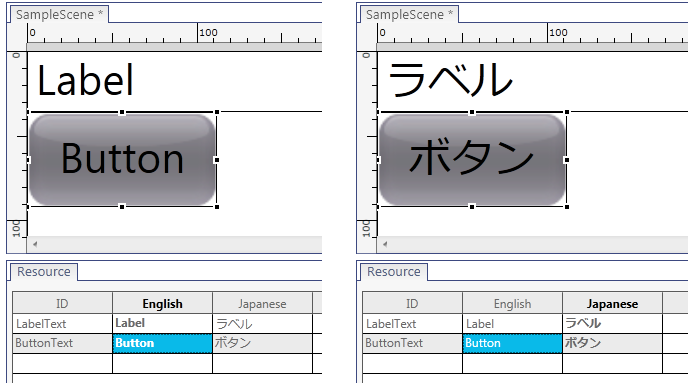 SampleScene *
0 100
0
Label
Button
100
Resource
ID English Japanese
LabelText Label ラベル
ButtonText Button ボタン
SampleScene *
0 100
0
ラベル
ボタン
100
Resource
ID English Japanese
LabelText Label ラベル
ButtonText Button ボタン